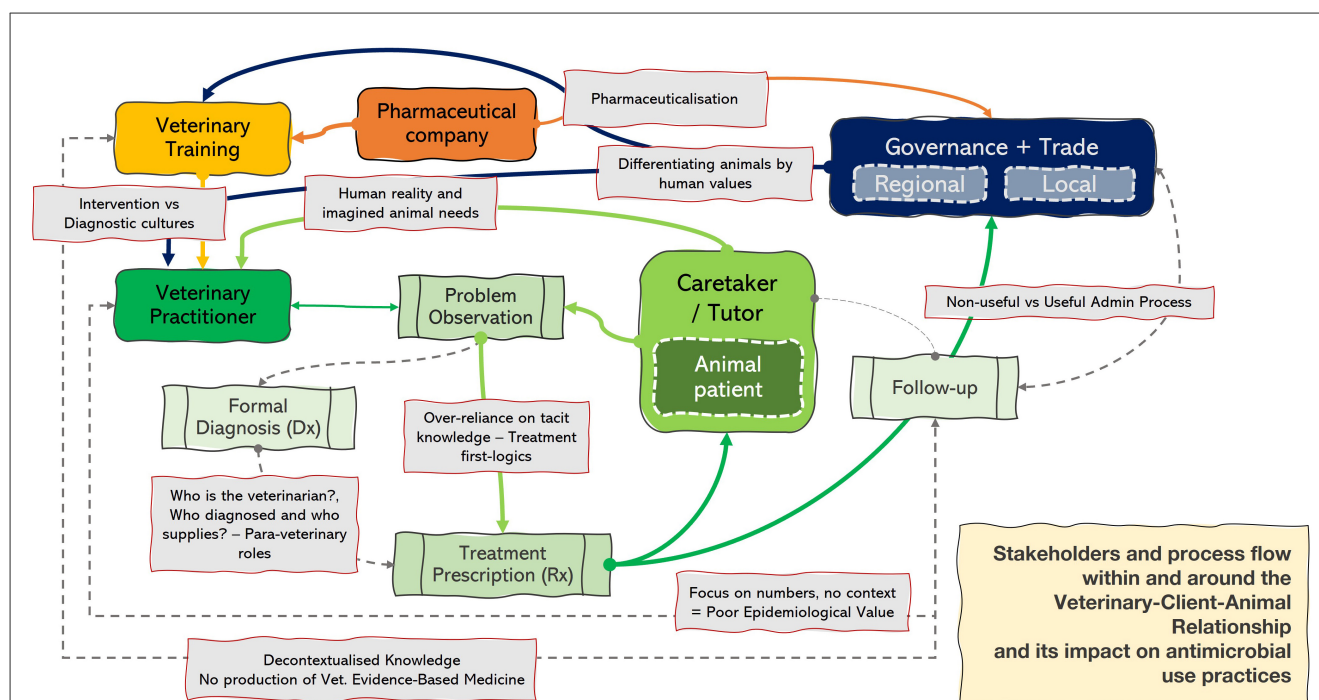 Pharmaceuticalisation
Pharmaceutical
company
Veterinary
Training
Governance + Trade
Regional
Local
Differentiating animals by
human values
Human reality and
imagined animal needs
Intervention vs
Diagnostic cultures
Veterinary
Practitioner
Problem
Observation
Caretaker
/ Tutor
Animal
patient
Non-useful vs Useful Admin Process
Follow-up
Formal
Diagnosis (Dx)
Over-reliance on tacit
knowledge – Treatment
first-logics
Who is the veterinarian?,
Who diagnosed and who
supplies? – Para-veterinary
roles
Treatment
Prescription (Rx)
Focus on numbers, no context
= Poor Epidemiological Value
Decontextualised Knowledge
No production of Vet. Evidence-Based Medicine
Stakeholders and process flow
within and around the
Veterinary-Client-Animal
Relationship
and its impact on antimicrobial
use practices